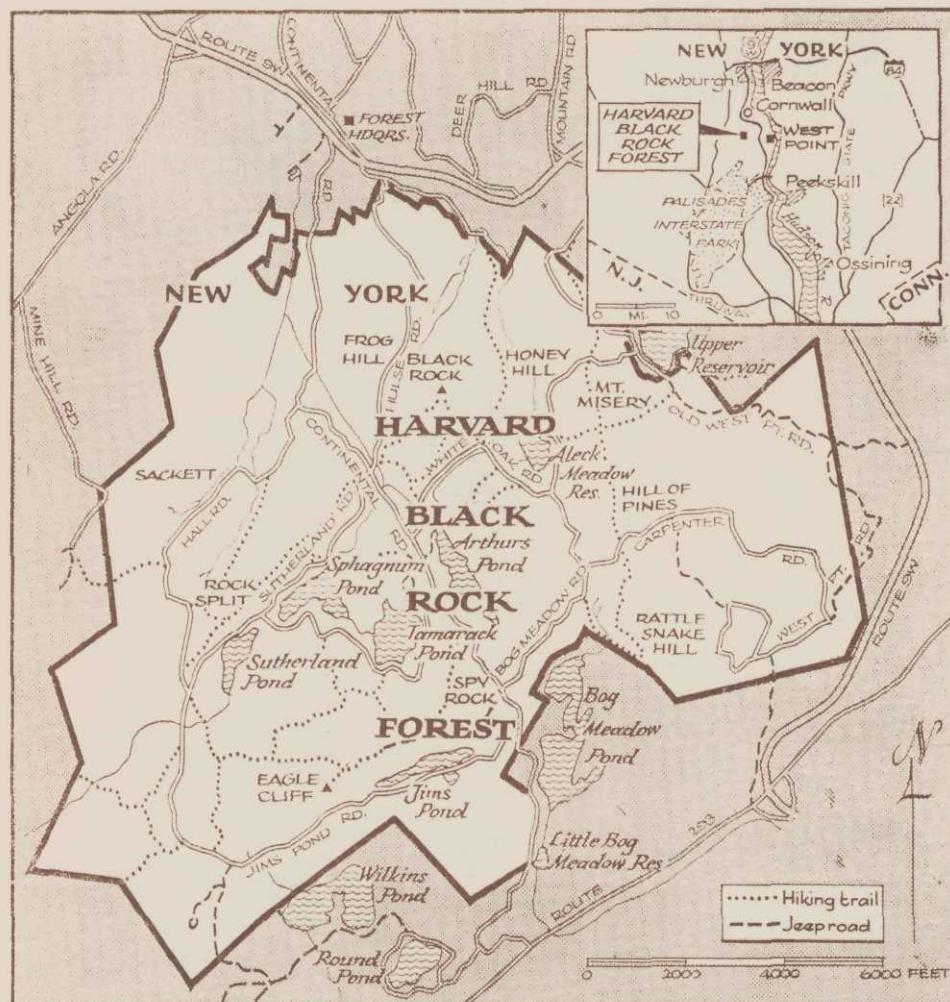 ROUTE 9W
CONTINENTAL
RD
FOREST
HDQRS.
DEER
HILL RD
MOUNTAIN RD
ANGOLA RD.
MINE HILL RD.
NEW
YORK
NEW YORK
Newburgh
Beacon
Cornwall
84
HARVARD
BLACK
ROCK
FOREST
WEST
POINT
TACONIC STATE PKWY
Peekskill
22
PALISADES
INTERSTATE
PARK
Hudson
R.
Ossining
N.J.
THRUWAY
CONN.
0 MI. 10
FROG
HILL
HULSE RD.
BLACK
ROCK
HONEY
HILL
Upper
Reservoir
MT.
MISERY
OLD WEST PT. RD.
HARVARD
SACKETT
CONTINENTAL
RD.
WHITE OAK RD.
Aleck
Meadow
Res.
HILL OF
PINES
HALL RD.
SUTHERLAND RD.
BLACK
Arthurs
Pond
CARPENTER
RD.
Sphagnum
Pond
ROCK
SPLIT
ROCK
BOG MEADOW RD.
WEST PT. RD.
RATTLE
SNAKE
HILL
ROUTE 9W
Tamarack
Pond
Sutherland
Pond
SPY
ROCK
Bog
Meadow
Pond
FOREST
N
EAGLE
CLIFF
Jims
Pond
JIMS POND RD.
Little Bog
Meadow Res
ROUTE 293
Wilkins
Pond
Round
Pond
Hiking trail
Jeep road
0 2000 4000 6000 FEET